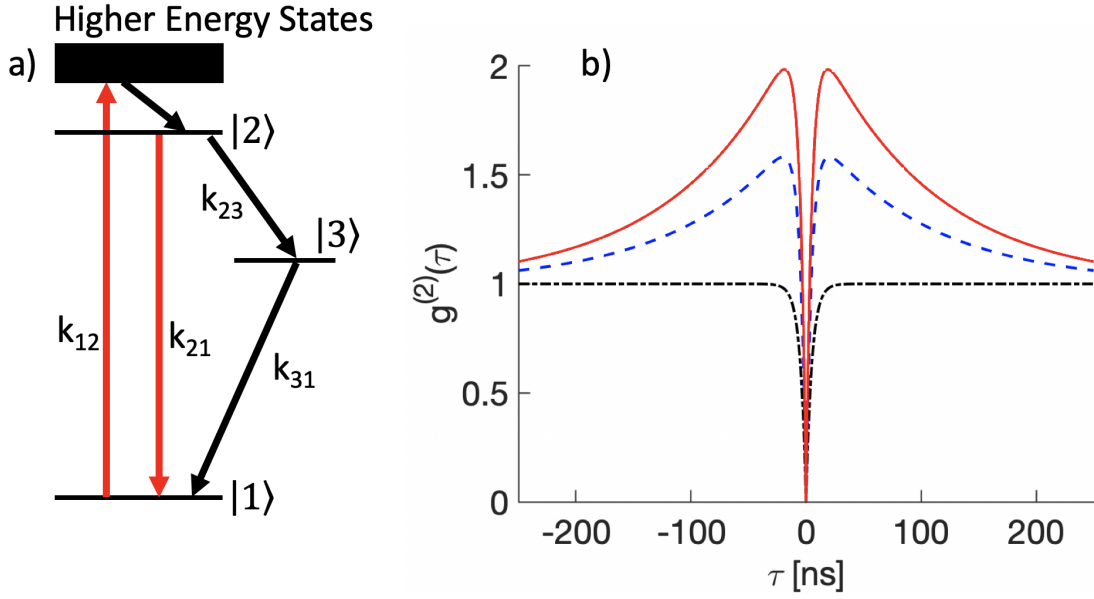 Higher Energy States
a)
|2⟩
k₂₃
|3⟩
k₁₂
k₂₁
k₃₁
|1⟩
b)
2
1.5
1
0.5
0
g⁽²⁾(τ)
-200 -100 0 100 200
τ [ns]